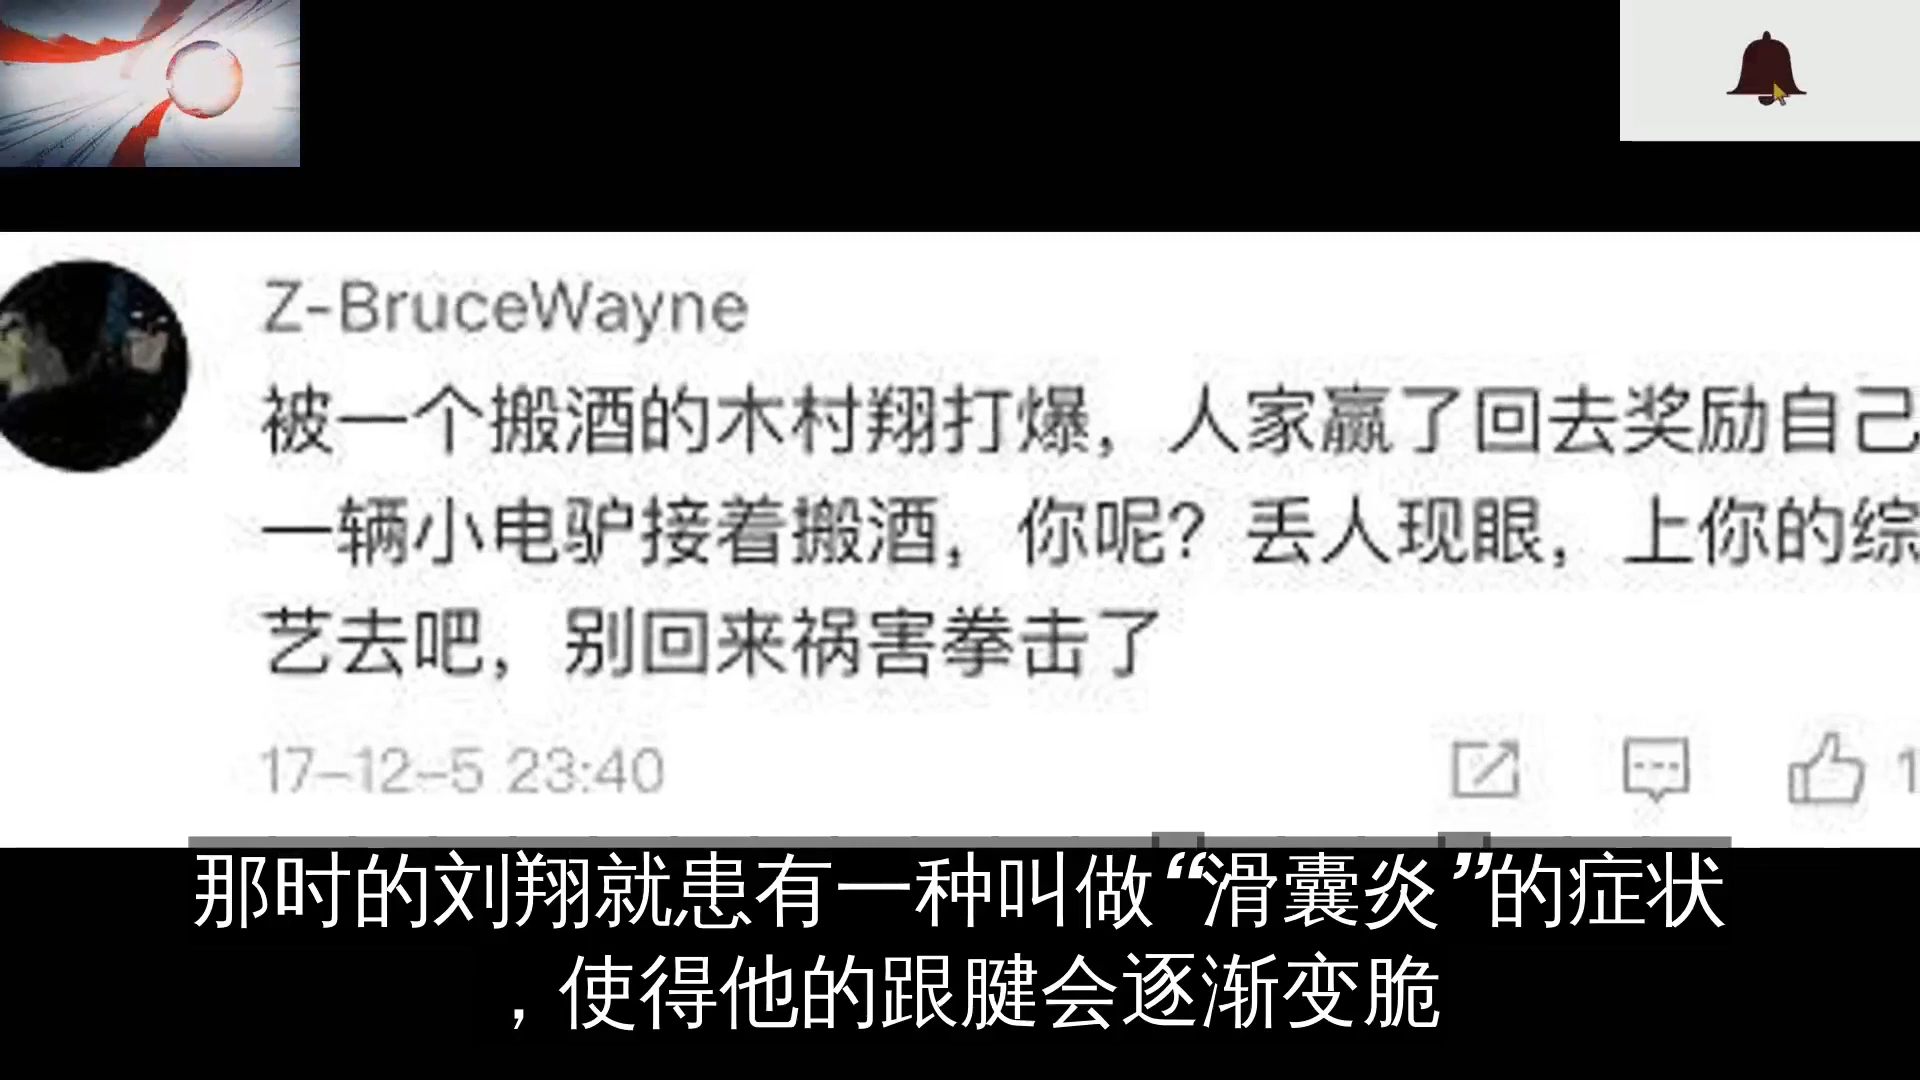 Z-BruceWayne
被一个搬酒的木村翔打爆，人家赢了回去奖励自己
一辆小电驴接着搬酒，你呢？丢人现眼，上你的综
艺去吧，别回来祸害拳击了
17-12-5 23:40
1
那时的刘翔就患有一种叫做“滑囊炎”的症状
，使得他的跟腱会逐渐变脆